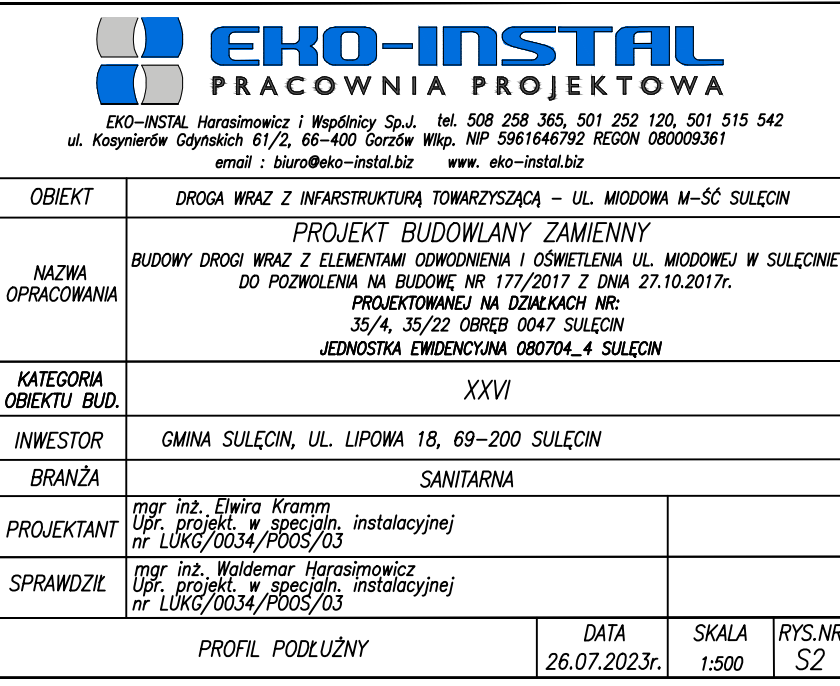 EKO-INSTAL
PRACOWNIA PROJEKTOWA
EKO-INSTAL Harasimowicz i Wspólnicy Sp.J. tel. 508 258 365, 501 252 120, 501 515 542
ul. Kosynierów Gdyńskich 61/2, 66-400 Gorzów Wlkp. NIP 5961646792 REGON 080009361
email : biuro@eko-instal.biz www. eko-instal.biz
OBIEKT
DROGA WRAZ Z INFARSTRUKTURĄ TOWARZYSZĄCĄ - UL. MIODOWA M-ŚĆ SULĘCIN
NAZWA
OPRACOWANIA
PROJEKT BUDOWLANY ZAMIENNY
BUDOWY DROGI WRAZ Z ELEMENTAMI ODWODNIENIA I OŚWIETLENIA UL. MIODOWEJ W SULĘCINIE
DO POZWOLENIA NA BUDOWĘ NR 177/2017 Z DNIA 27.10.2017r.
PROJEKTOWANEJ NA DZIAŁKACH NR:
35/4, 35/22 OBRĘB 0047 SULĘCIN
JEDNOSTKA EWIDENCYJNA 080704_4 SULĘCIN
KATEGORIA
OBIEKTU BUD.
XXVI
INWESTOR
GMINA SULĘCIN, UL. LIPOWA 18, 69-200 SULĘCIN
BRANŻA
SANITARNA
PROJEKTANT
mgr inż. Elwira Kramm
Upr. projekt. w specjaln. instalacyjnej
nr LUKG/0034/POOS/03
SPRAWDZIŁ
mgr inż. Waldemar Harasimowicz
Upr. projekt. w specjaln. instalacyjnej
nr LUKG/0034/POOS/03
PROFIL PODŁUŻNY
DATA
26.07.2023r.
SKALA
1:500
RYS.NR
S2